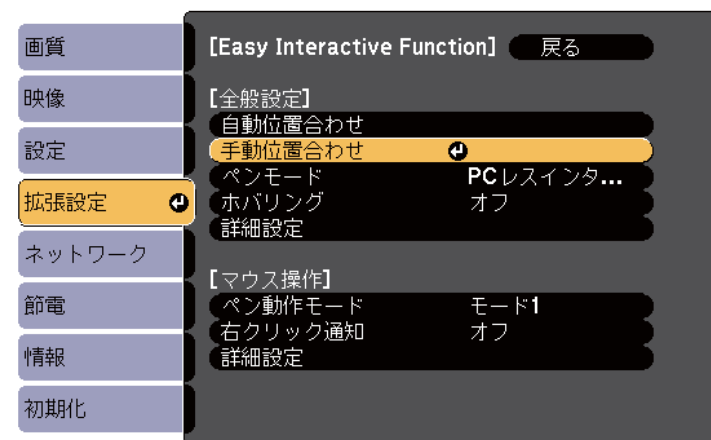 画質
映像
設定
拡張設定
ネットワーク
節電
情報
初期化
[Easy Interactive Function] 戻る
[全般設定]
自動位置合わせ
手動位置合わせ
ペンモード PCレスインタ...
ホバリング オフ
詳細設定
[マウス操作]
ペン動作モード モード1
右クリック通知 オフ
詳細設定